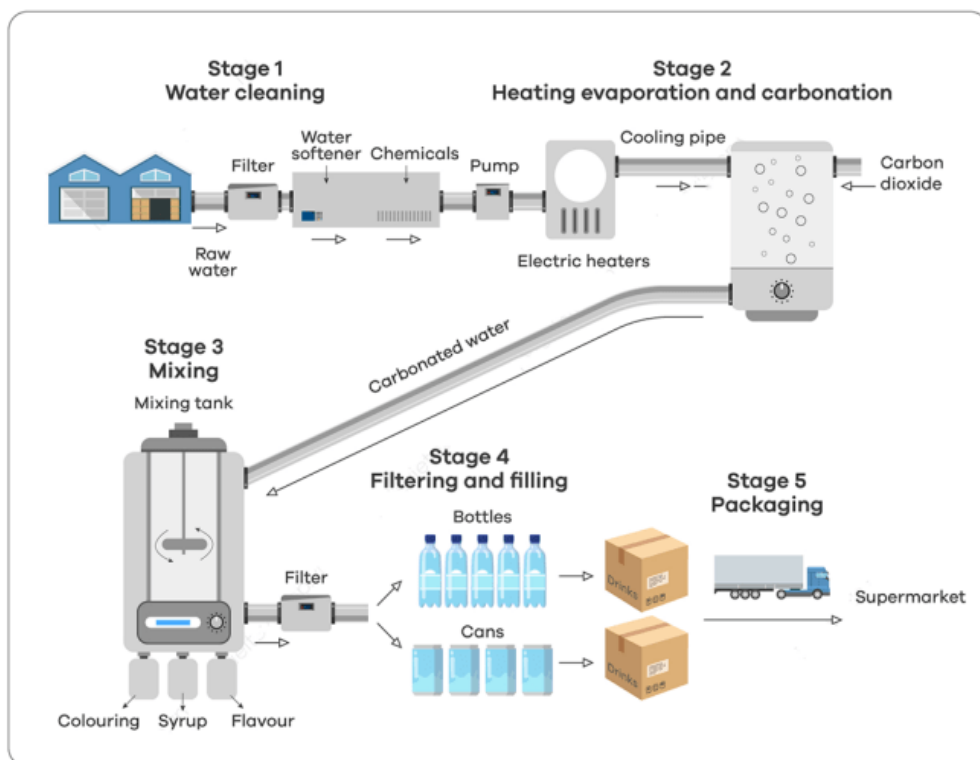 Stage 1
Water cleaning
Stage 2
Heating evaporation and carbonation
Water
softener
Filter
Chemicals
Pump
Cooling pipe
Carbon
dioxide
Raw
water
Electric heaters
Carbonated water
Stage 3
Mixing
Mixing tank
Stage 4
Filtering and filling
Stage 5
Packaging
Bottles
Filter
Drinks
Supermarket
Cans
Drinks
Colouring
Syrup
Flavour